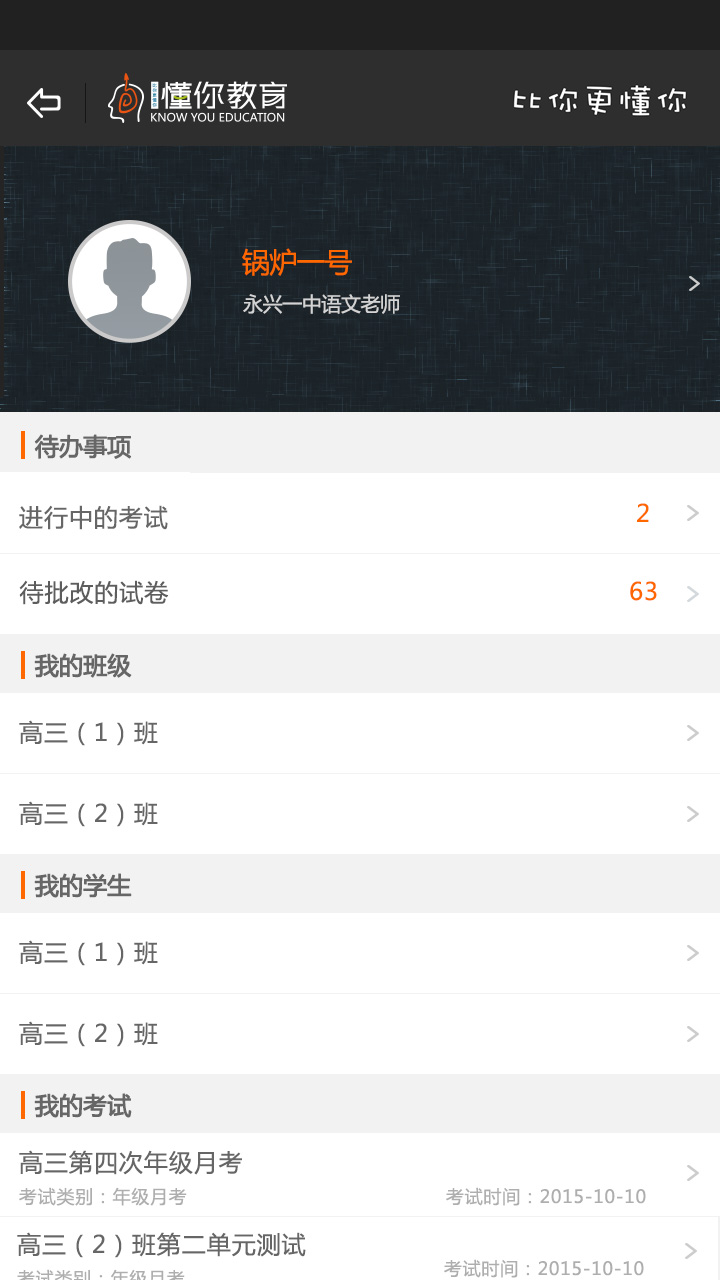 懂你教育
KNOW YOU EDUCATION
比你更懂你
锅炉一号
永兴一中语文老师
待办事项
进行中的考试 2
待批改的试卷 63
我的班级
高三（1）班
高三（2）班
我的学生
高三（1）班
高三（2）班
我的考试
高三第四次年级月考
考试类别：年级月考 考试时间：2015-10-10
高三（2）班第二单元测试
考试类别：年级月考 考试时间：2015-10-10